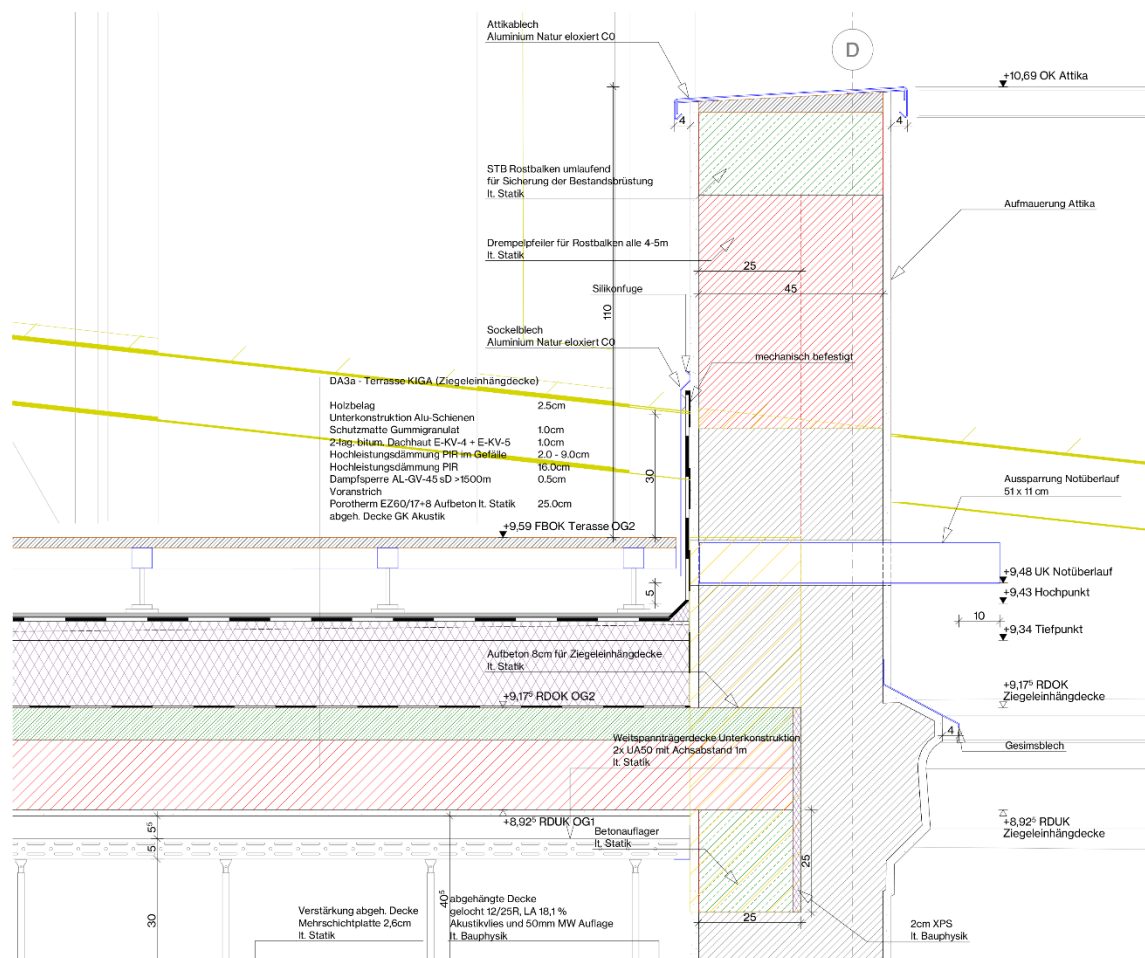 Attikablech
Aluminium Natur eloxiert C0
D
+10,69 OK Attika
4
4
STB Rostbalken umlaufend
für Sicherung der Bestandsbrüstung
lt. Statik
Aufmauerung Attika
Drempelpfeiler für Rostbalken alle 4-5m
lt. Statik
25
45
Silikonfuge
110
Sockelblech
Aluminium Natur eloxiert C0
mechanisch befestigt
DA3a - Terrasse KIGA (Ziegeleinhängdecke)
Holzbelag 2.5cm
Unterkonstruktion Alu-Schienen
Schutzmatte Gummigranulat 1.0cm
2-lag. bitum. Dachhaut E-KV-4 + E-KV-5 1.0cm
Hochleistungsdämmung PIR im Gefälle 2.0 - 9.0cm
Hochleistungsdämmung PIR 16.0cm
Dampfsperre AL-GV-45 sD >1500m 0.5cm
Voranstrich
Porotherm EZ60/17+8 Aufbeton lt. Statik 25.0cm
abgeh. Decke GK Akustik
30
Aussparrung Notüberlauf
51 x 11 cm
+9,59 FBOK Terasse OG2
+9,48 UK Notüberlauf
5
+9,43 Hochpunkt
10
+9,34 Tiefpunkt
Aufbeton 8cm für Ziegeleinhängdecke
lt. Statik
+9,17⁵ RDOK OG2
+9,17⁵ RDOK
Ziegeleinhängdecke
4
Weitspannträgerdecke Unterkonstruktion
2x UA50 mit Achsabstand 1m
lt. Statik
Gesimsblech
+8,92⁵ RDUK OG1
+8,92⁵ RDUK
Ziegeleinhängdecke
5⁵
Betonauflager
lt. Statik
5
25
40⁵
30
25
Verstärkung abgeh. Decke
Mehrschichtplatte 2,6cm
lt. Statik
abgehängte Decke
gelocht 12/25R, LA 18,1 %
Akustikvlies und 50mm MW Auflage
lt. Bauphysik
2cm XPS
lt. Bauphysik